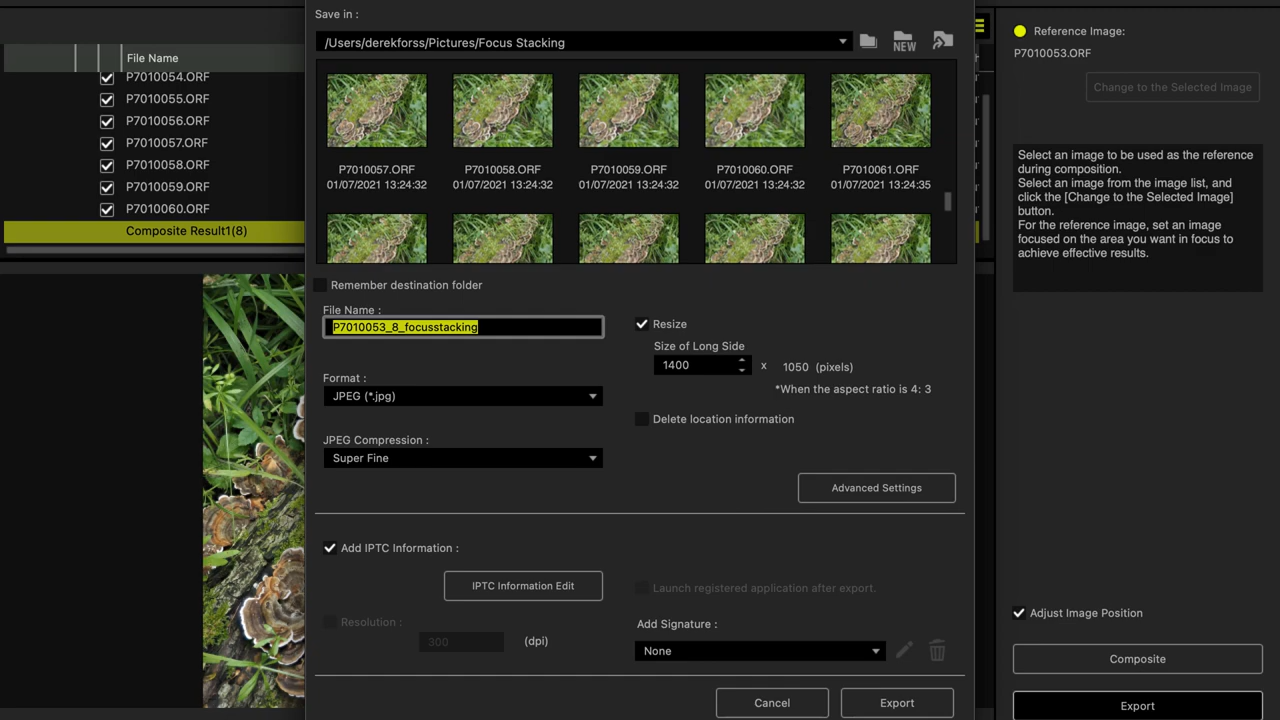 Save in :
/Users/derekforss/Pictures/Focus Stacking
NEW
File Name
P7010054.ORF
P7010055.ORF
P7010056.ORF
P7010057.ORF
P7010058.ORF
P7010059.ORF
P7010060.ORF
Composite Result1(8)
P7010057.ORF
01/07/2021 13:24:32
P7010058.ORF
01/07/2021 13:24:32
P7010059.ORF
01/07/2021 13:24:32
P7010060.ORF
01/07/2021 13:24:32
P7010061.ORF
01/07/2021 13:24:35
Remember destination folder
File Name :
P7010053_8_focusstacking
Format :
JPEG (*.jpg)
JPEG Compression :
Super Fine
Resize
Size of Long Side
1400 x 1050 (pixels)
*When the aspect ratio is 4: 3
Delete location information
Advanced Settings
Add IPTC Information :
IPTC Information Edit
Resolution :
300 (dpi)
Launch registered application after export.
Add Signature :
None
Cancel
Export
Reference Image:
P7010053.ORF
Change to the Selected Image
Select an image to be used as the reference
during composition.
Select an image from the image list, and
click the [Change to the Selected Image]
button.
For the reference image, set an image
focused on the area you want in focus to
achieve effective results.
Adjust Image Position
Composite
Export